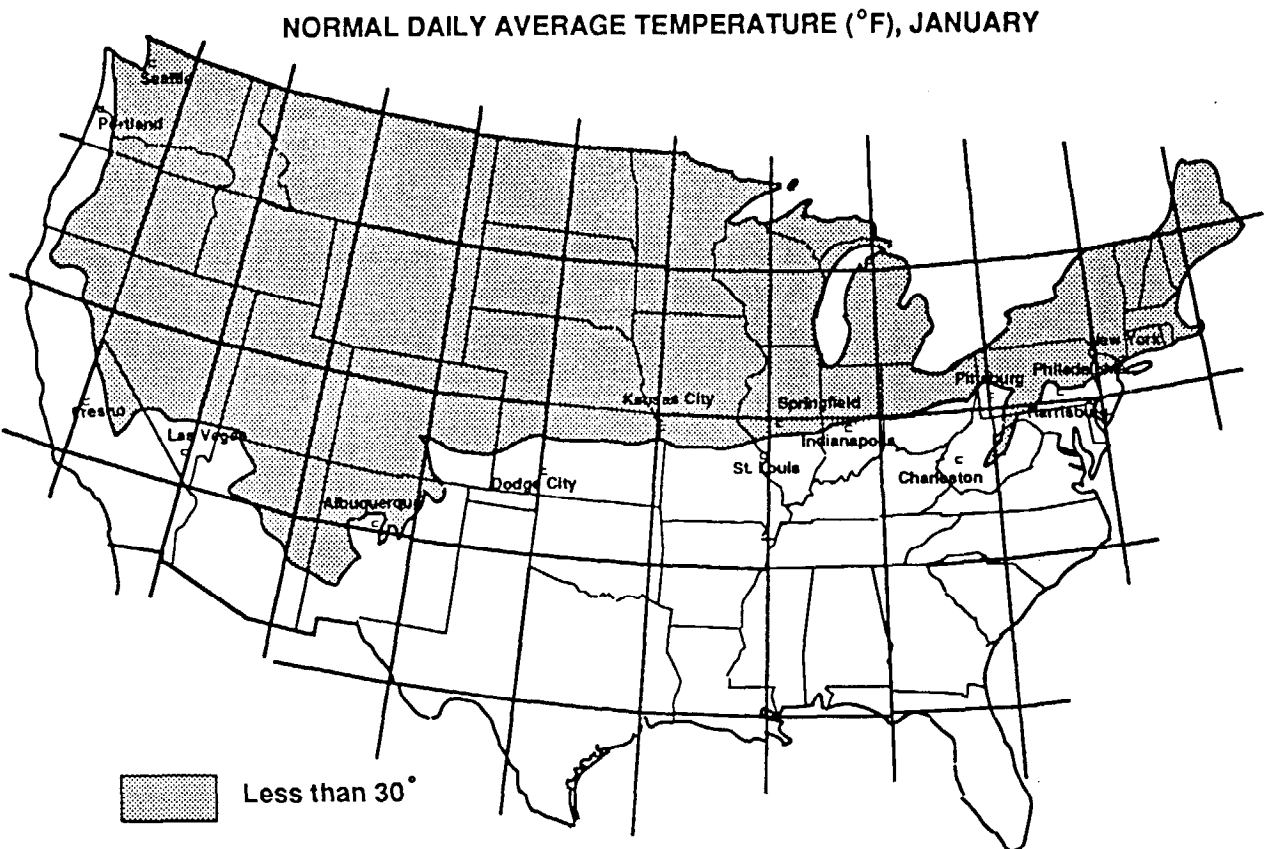 NORMAL DAILY AVERAGE TEMPERATURE (°F), JANUARY
Seattle
Portland
New York
Philadelphia
Pittsburg
Kansas City
Springfield
Harrisburg
Fresno
Las Vegas
Indianapolis
St. Louis
Charleston
Dodge City
Albuquerque
Less than 30°